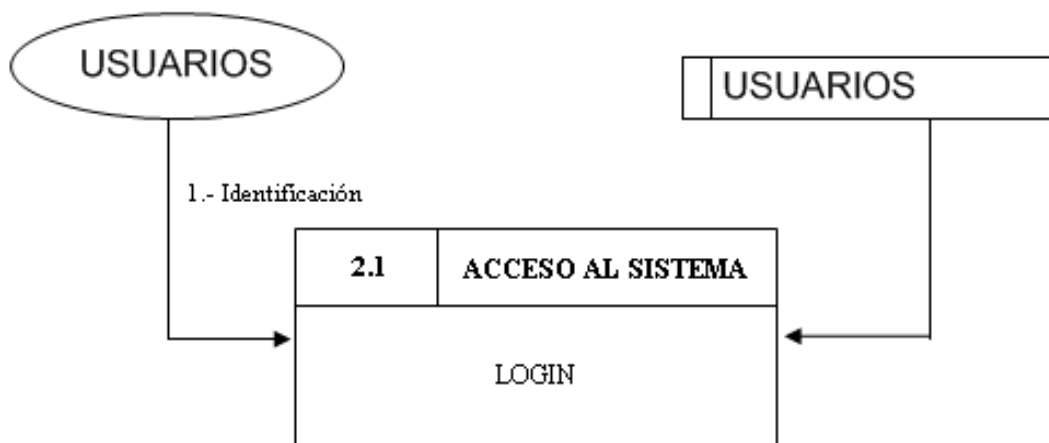 USUARIOS
USUARIOS
1.- Identificación
2.1
ACCESO AL SISTEMA
LOGIN